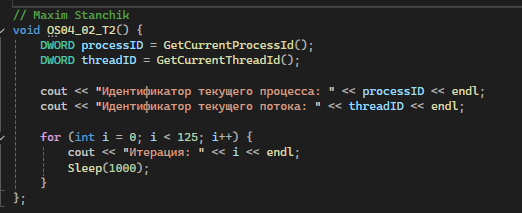 // Maxim Stanchik
void OS04_02_T2() {
DWORD processID = GetCurrentProcessId();
DWORD threadID = GetCurrentThreadId();
cout << "Идентификатор текущего процесса: " << processID << endl;
cout << "Идентификатор текущего потока: " << threadID << endl;
for (int i = 0; i < 125; i++) {
cout << "Итерация: " << i << endl;
Sleep(1000);
}
};